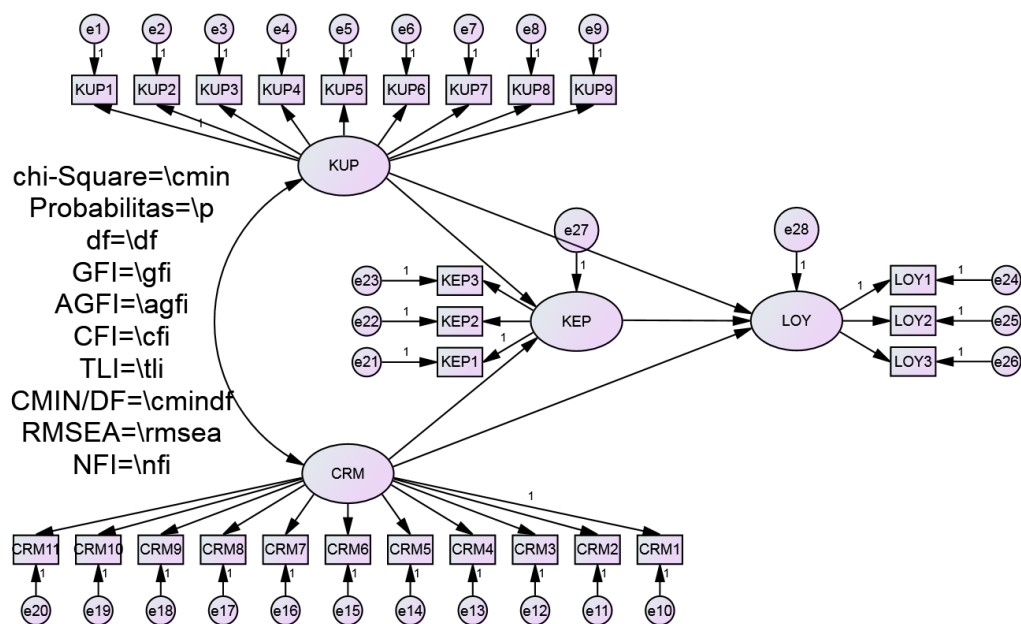 e1 e2 e3 e4 e5 e6 e7 e8 e9
1 1 1 1 1 1 1 1 1
KUP1 KUP2 KUP3 KUP4 KUP5 KUP6 KUP7 KUP8 KUP9
1
KUP
chi-Square=\cmin
Probabilitas=\p
df=\df
GFI=\gfi
AGFI=\agfi
CFI=\cfi
TLI=\tli
CMIN/DF=\cmindf
RMSEA=\rmsea
NFI=\nfi
e27 e28
1 1
e23 1 KEP3
e22 1 KEP2
e21 1 KEP1 1
KEP
LOY
1 LOY1 1 e24
LOY2 1 e25
LOY3 1 e26
CRM
1
CRM11 CRM10 CRM9 CRM8 CRM7 CRM6 CRM5 CRM4 CRM3 CRM2 CRM1
1 1 1 1 1 1 1 1 1 1 1
e20 e19 e18 e17 e16 e15 e14 e13 e12 e11 e10